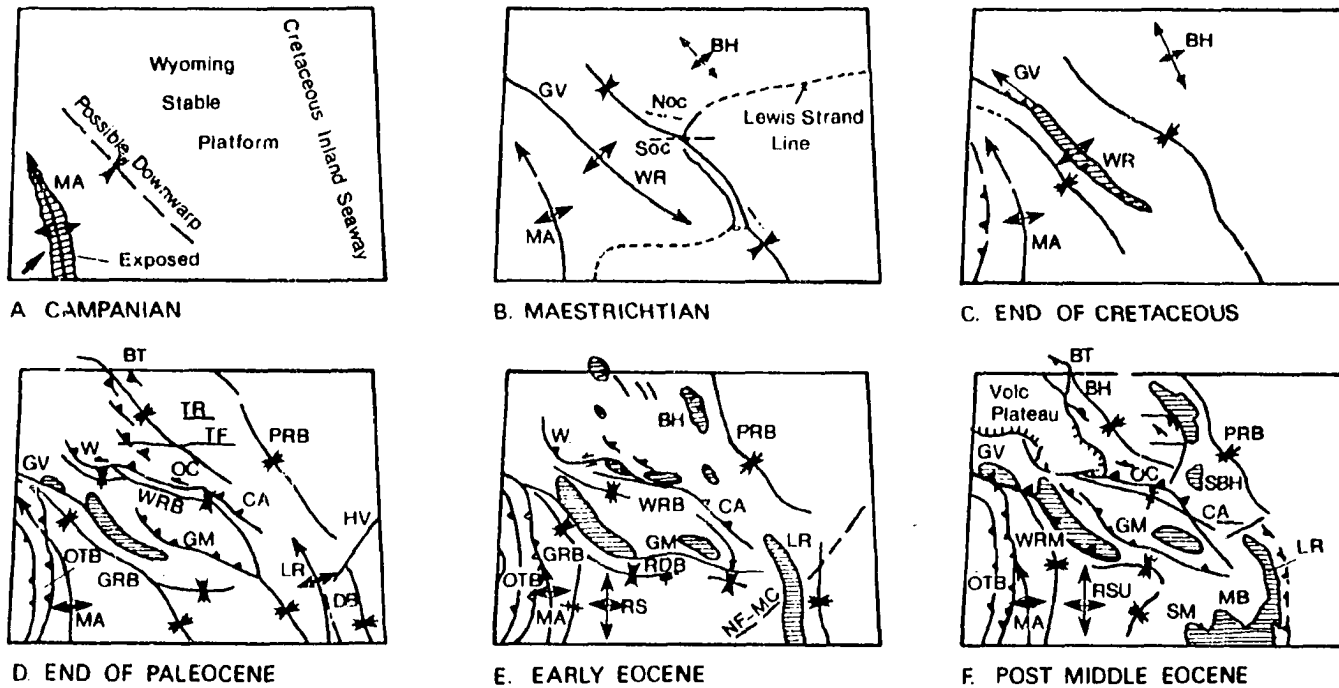 Wyoming
Stable
Platform
Cretaceous Inland Seaway
Possible Downwarp
MA
Exposed
A CAMPANIAN
BH
GV
Noc
Lewis Strand
Line
Soc
WR
MA
B. MAESTRICHTIAN
BH
GV
WR
MA
C. END OF CRETACEOUS
BT
TR
TF
PRB
W
GV
OC
WRB
CA
HV
GM
OTB
GRB
LR
DB
MA
D. END OF PALEOCENE
BH
PRB
W
WRB
CA
GM
LR
GRB
RDB
OTB
RS
MA
NF-MC
E. EARLY EOCENE
BT
Volc
BH
Plateau
PRB
GV
OC
SBH
CA
GM
WRM
LR
OTB
RSU
MB
SM
MA
F. POST MIDDLE EOCENE